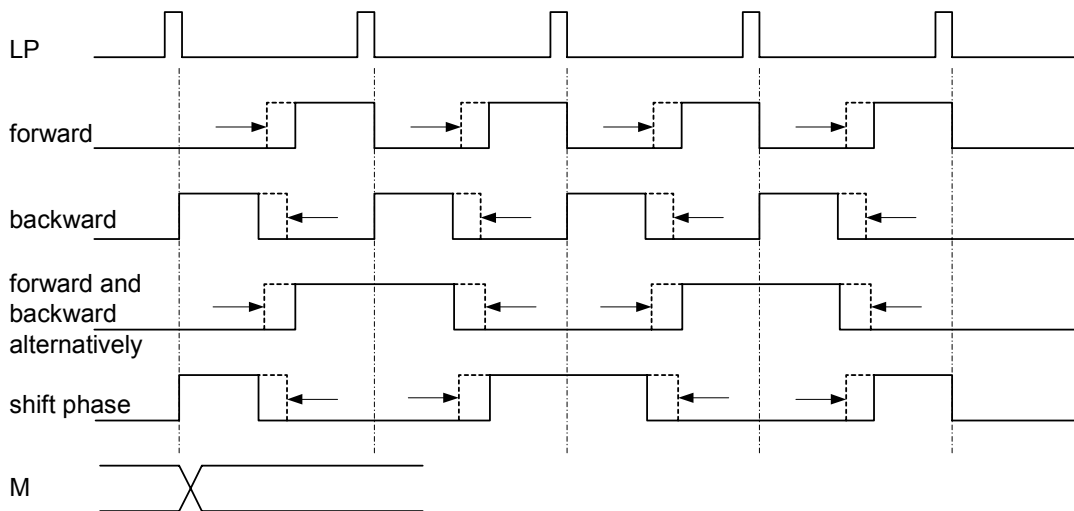 LP
forward
backward
forward and
backward
alternatively
shift phase
M